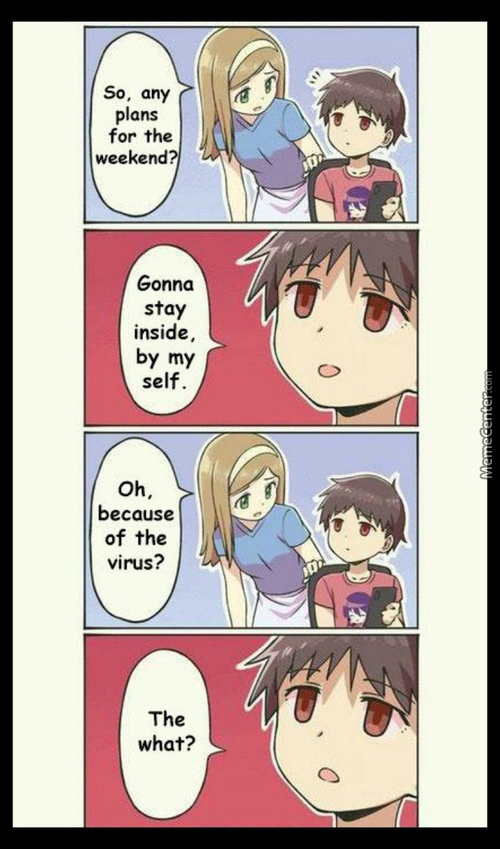 So, any
plans
for the
weekend?
Gonna
stay
inside,
by my
self.
Oh,
because
of the
virus?
The
what?
MemeCenter.com